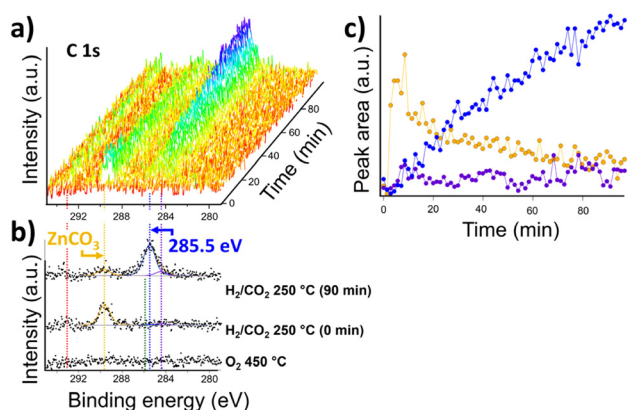 a)
C 1s
Intensity (a.u.)
292
288
284
280
0
20
40
60
80
Time (min)
b)
ZnCO₃
285.5 eV
Intensity (a.u.)
H₂/CO₂ 250 °C (90 min)
H₂/CO₂ 250 °C (0 min)
O₂ 450 °C
292
288
284
280
Binding energy (eV)
c)
Peak area (a.u.)
0
20
40
60
80
Time (min)